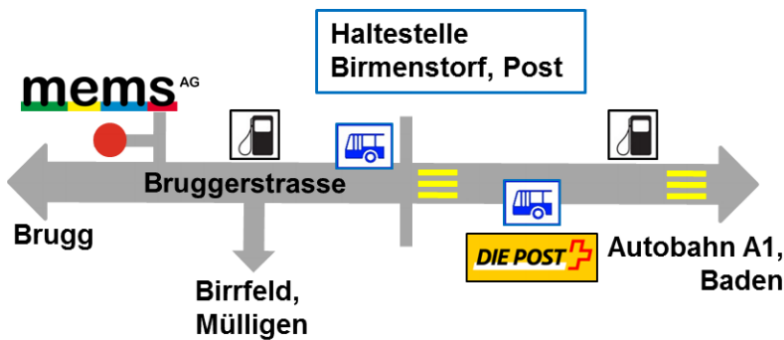 Haltestelle
Birmenstorf, Post
mems AG
Bruggerstrasse
Brugg
DIE POST
Autobahn A1,
Baden
Birrfeld,
Mülligen